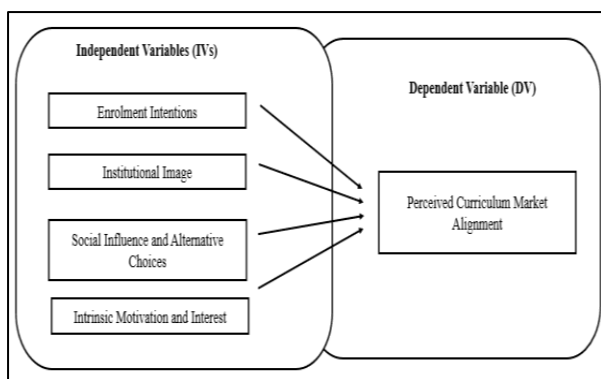 Independent Variables (IVs)
Enrolment Intentions
Institutional Image
Social Influence and Alternative
Choices
Intrinsic Motivation and Interest
Dependent Variable (DV)
Perceived Curriculum Market
Alignment